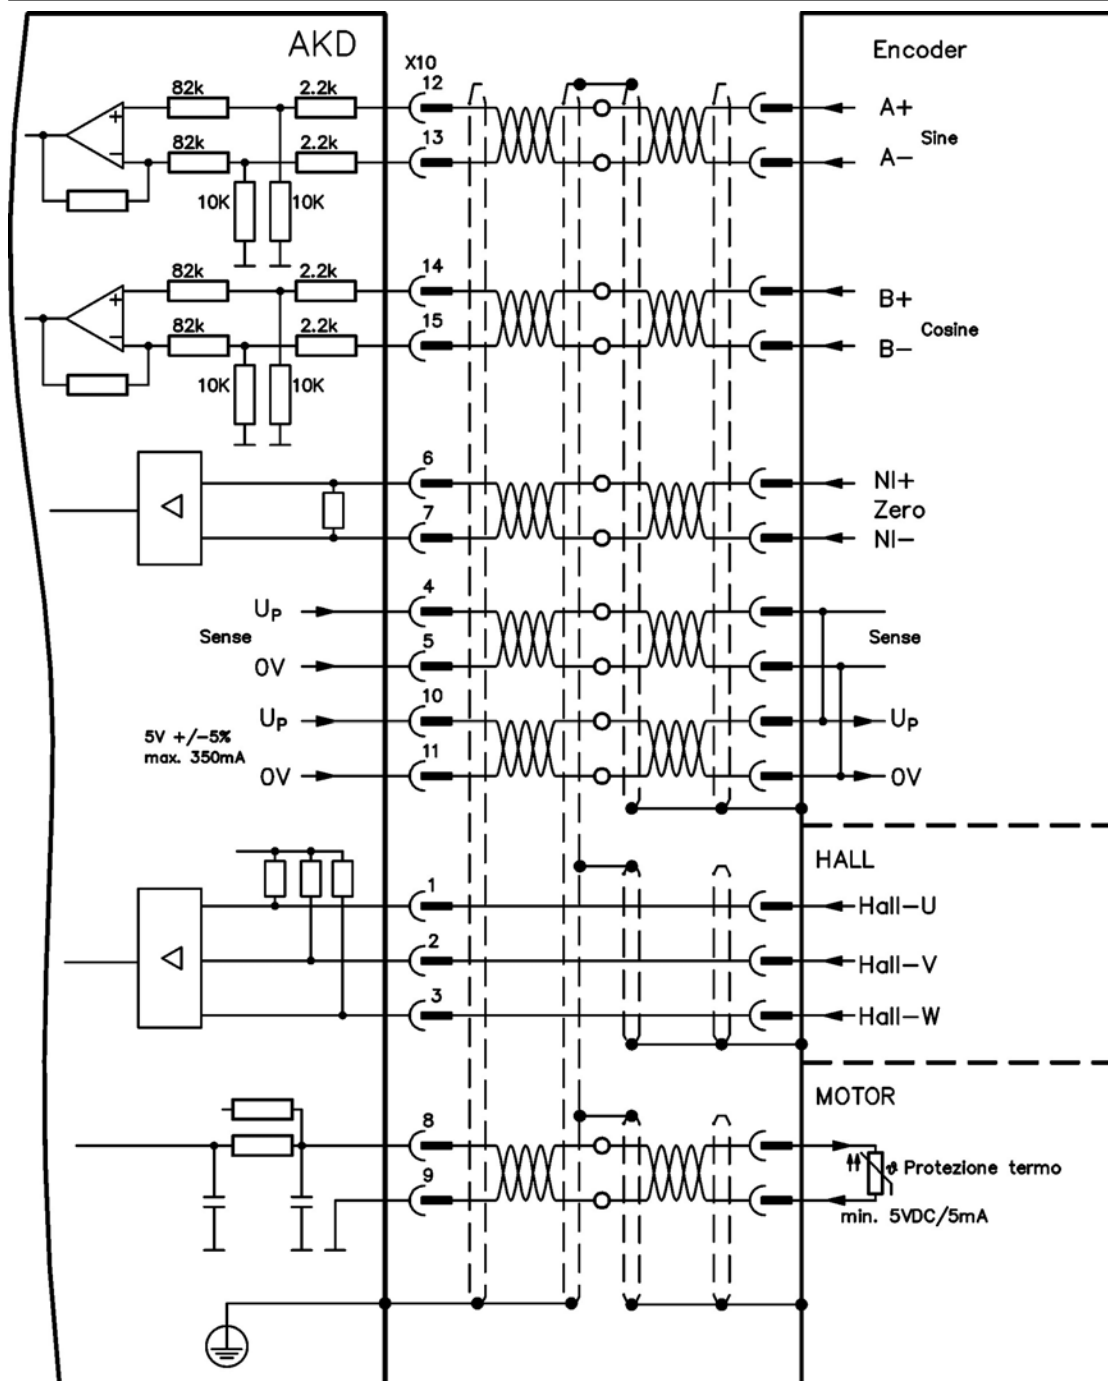 AKD
X10
Encoder
82k
2.2k
12
A+
Sine
82k
2.2k
13
A-
10K
10K
82k
2.2k
14
B+
Cosine
82k
2.2k
15
B-
10K
10K
6
NI+
Zero
7
NI-
UP
4
Sense
Sense
0V
5
UP
10
UP
5V +/-5%
max. 350mA
0V
11
0V
HALL
1
Hall-U
2
Hall-V
3
Hall-W
MOTOR
8
ϑ Protezione termo
9
min. 5VDC/5mA